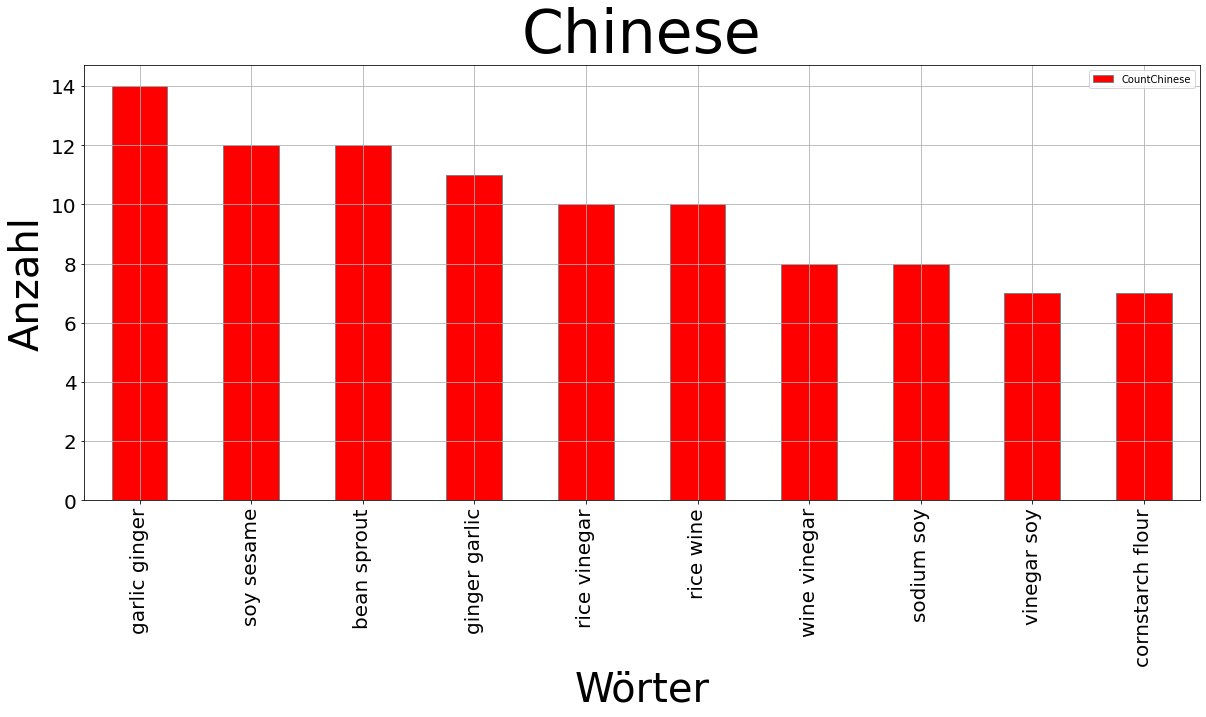 Chinese
CountChinese
Anzahl
14
12
10
8
6
4
2
0
garlic ginger
soy sesame
bean sprout
ginger garlic
rice vinegar
rice wine
wine vinegar
sodium soy
vinegar soy
cornstarch flour
Wörter